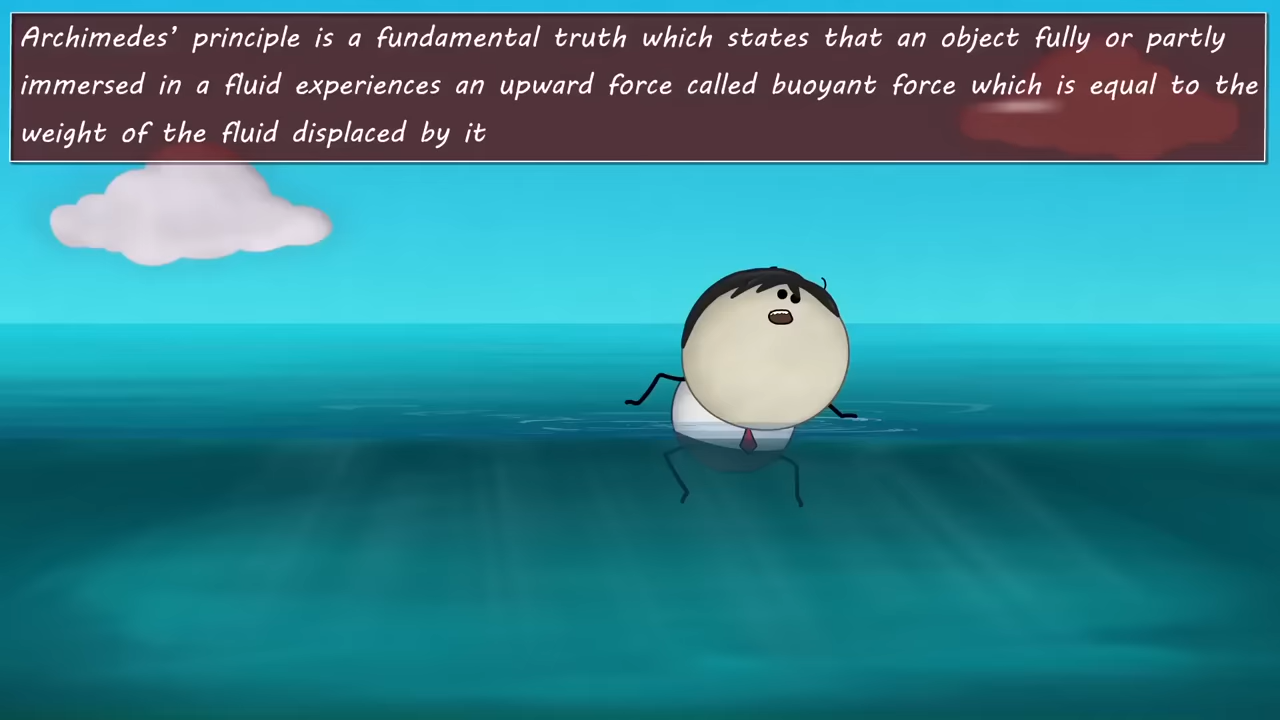 Archimedes’ principle is a fundamental truth which states that an object fully or partly
immersed in a fluid experiences an upward force called buoyant force which is equal to the
weight of the fluid displaced by it